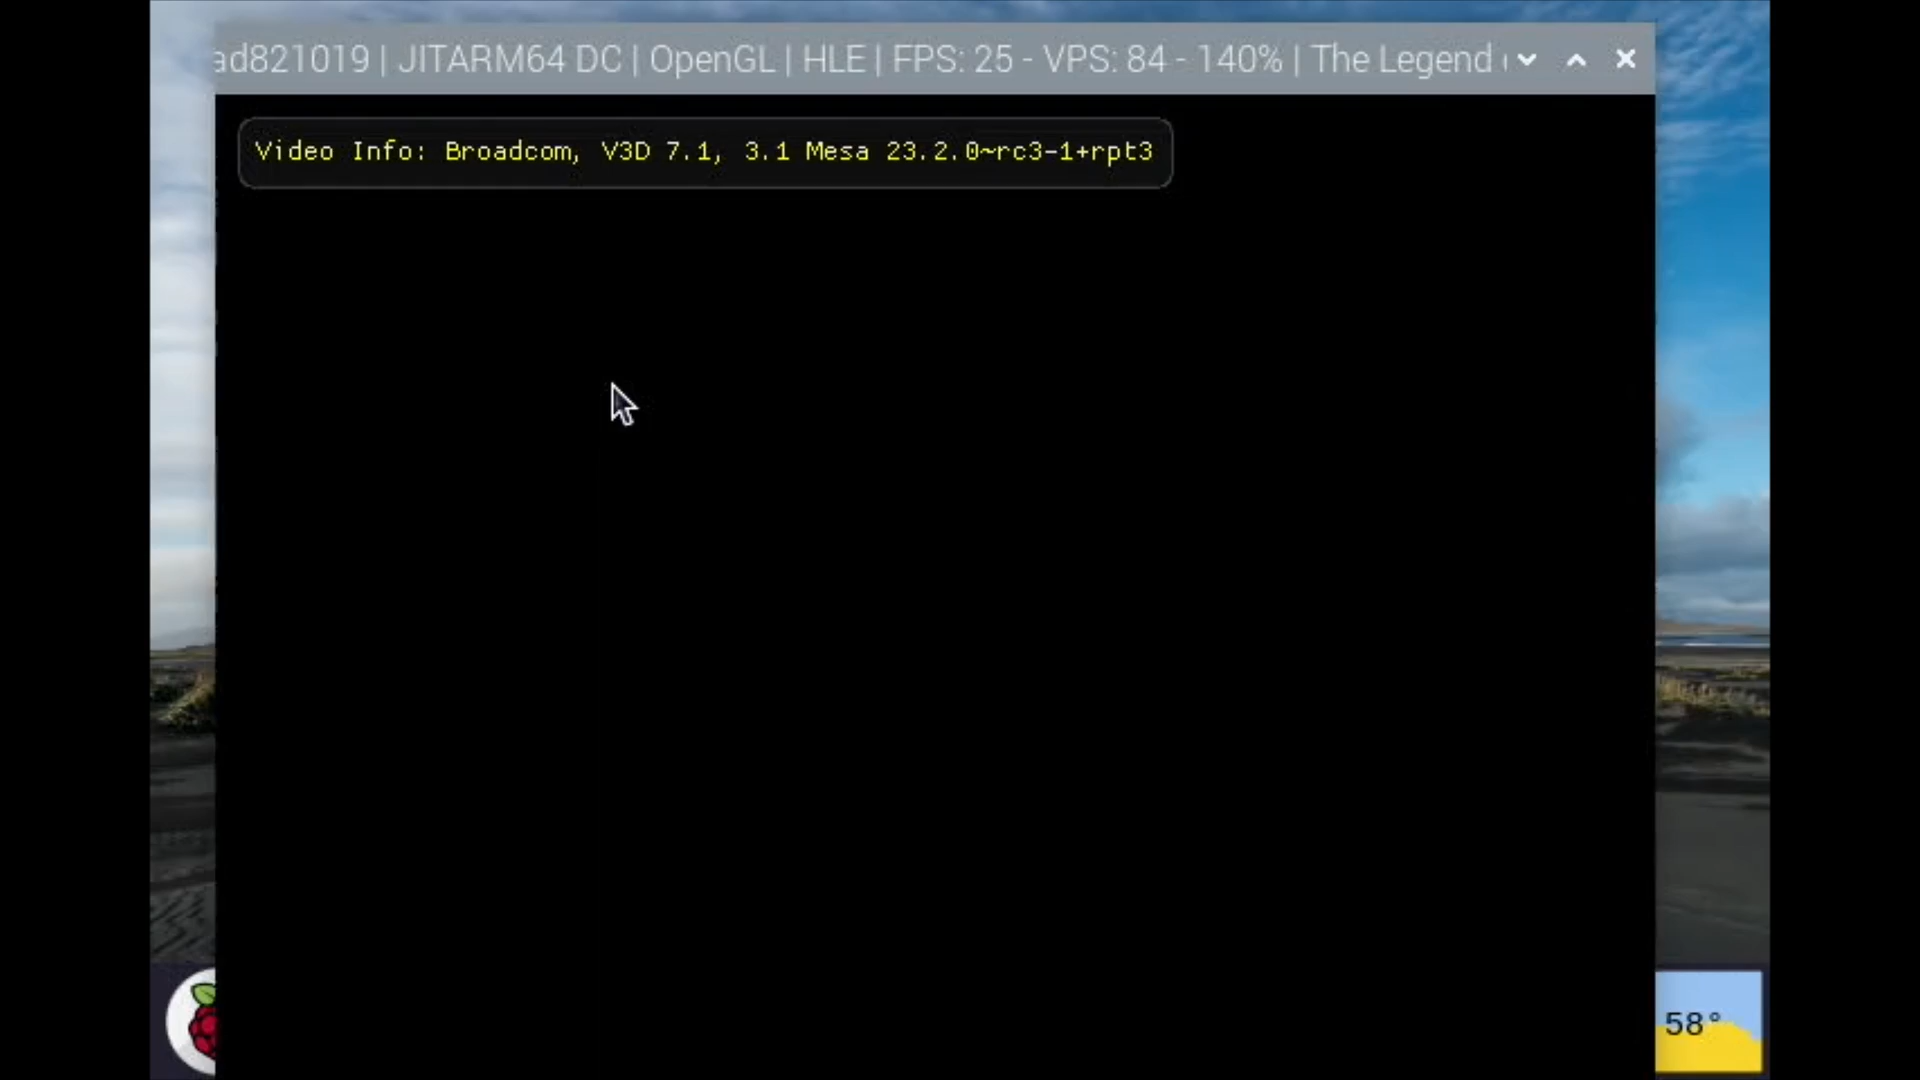 ad821019 | JITARM64 DC | OpenGL | HLE | FPS: 25 - VPS: 84 - 140% | The Legend
Video Info: Broadcom, V3D 7.1, 3.1 Mesa 23.2.0~rc3-1+rpt3
58°